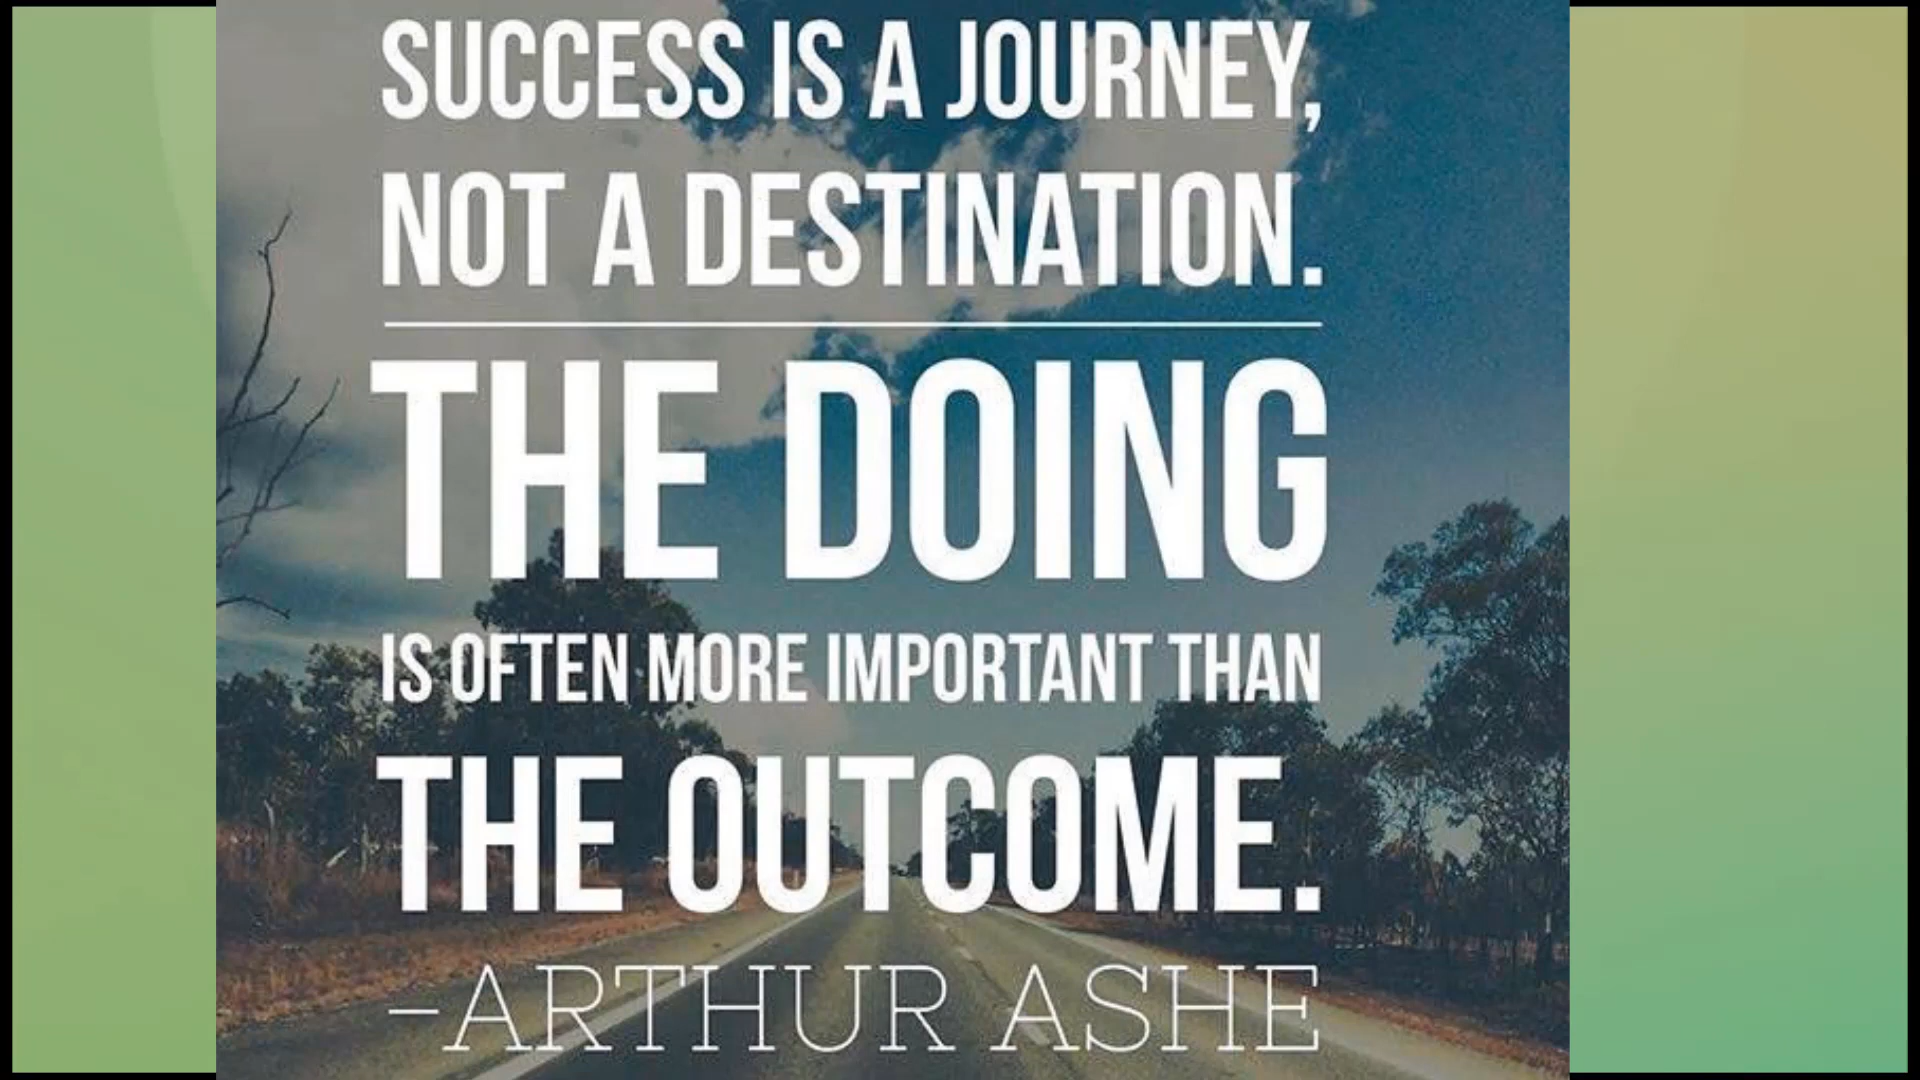 SUCCESS IS A JOURNEY,
NOT A DESTINATION.
THE DOING
IS OFTEN MORE IMPORTANT THAN
THE OUTCOME.
–ARTHUR ASHE